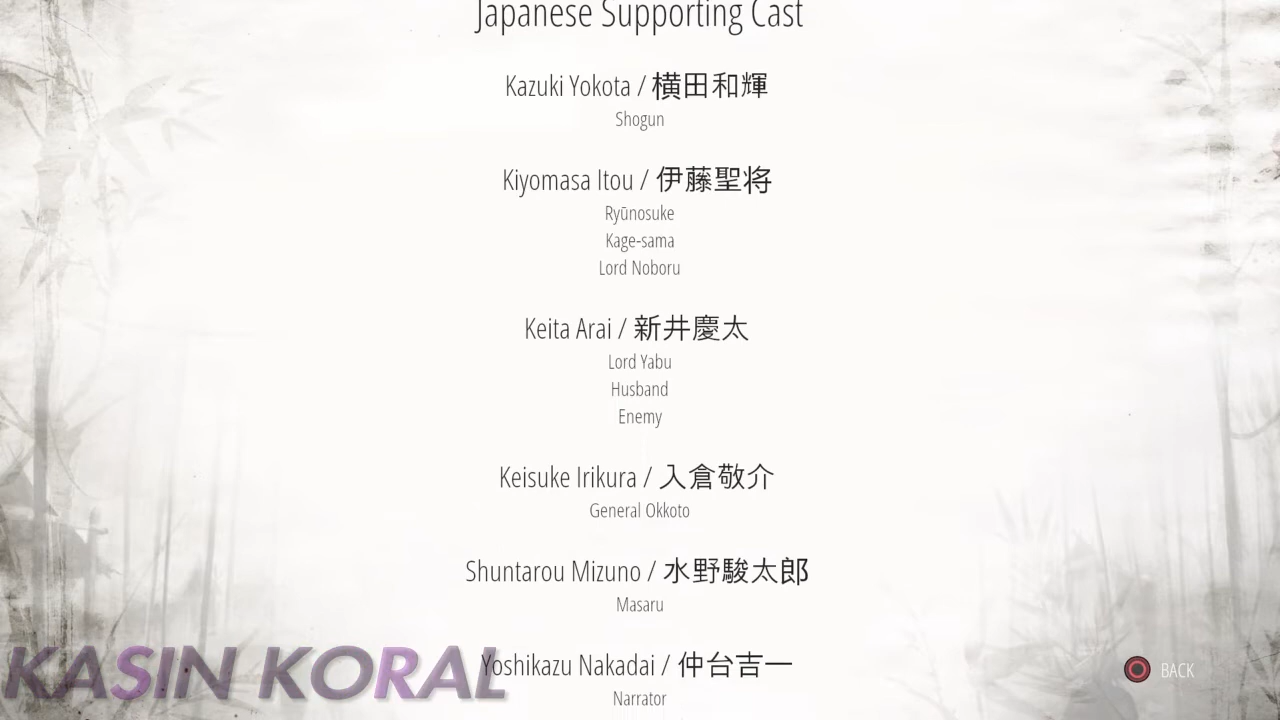 Japanese Supporting Cast
Kazuki Yokota / 横田和輝
Shogun
Kiyomasa Itou / 伊藤聖将
Ryūnosuke
Kage-sama
Lord Noboru
Keita Arai / 新井慶太
Lord Yabu
Husband
Enemy
Keisuke Irikura / 入倉敬介
General Okkoto
Shuntarou Mizuno / 水野駿太郎
Masaru
Yoshikazu Nakadai / 仲台吉一
Narrator
KASIN KORAL
BACK